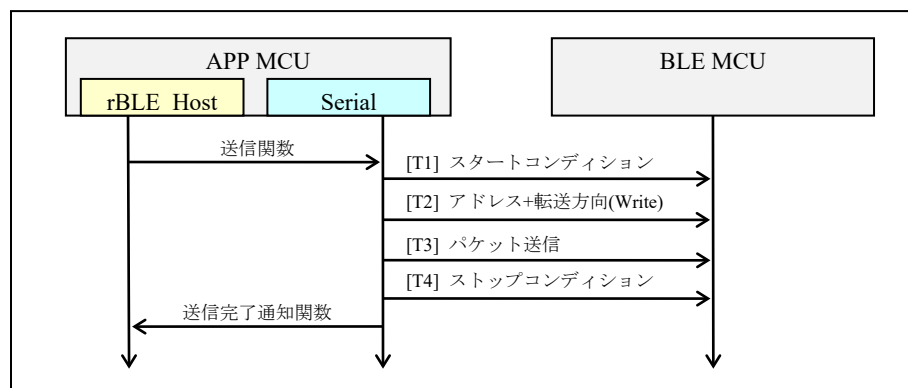 APP MCU
BLE MCU
rBLE_Host
Serial
送信関数
[T1] スタートコンディション
[T2] アドレス+転送方向(Write)
[T3] パケット送信
[T4] ストップコンディション
送信完了通知関数